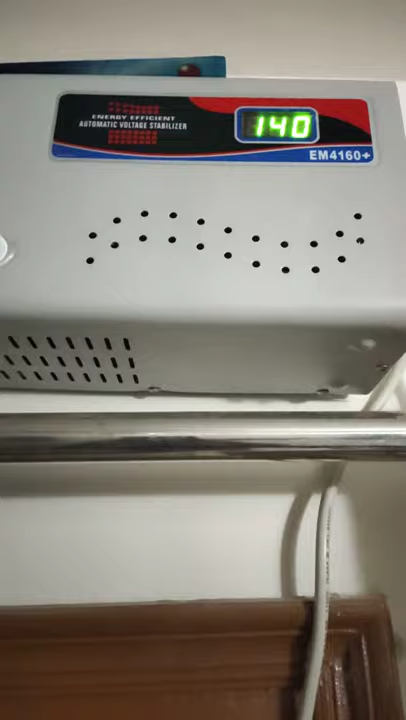 ENERGY EFFICIENT
AUTOMATIC VOLTAGE STABILIZER
140
EM4160+